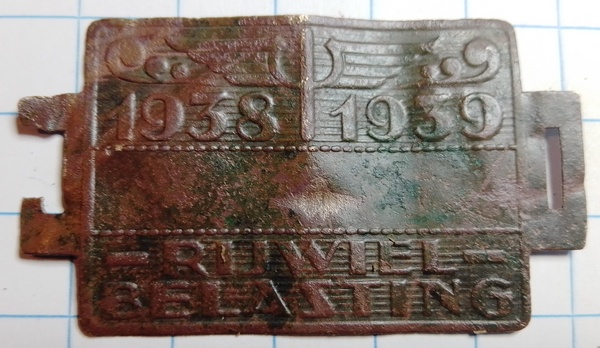 1938 1939
- RIJWIEL -
BELASTING